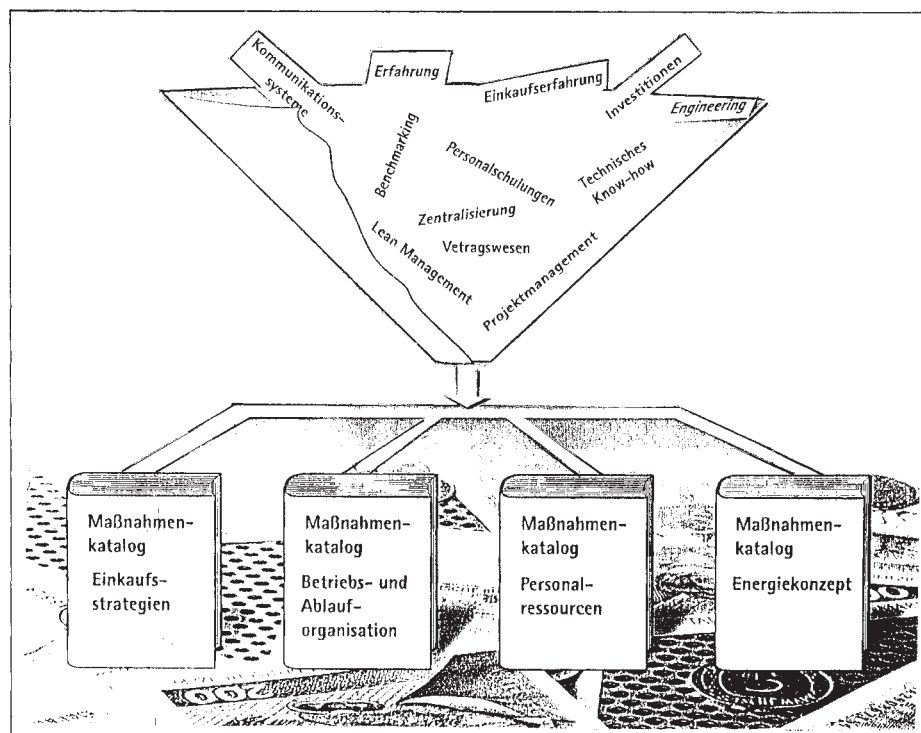 Kommunikations-
systeme
Erfahrung
Einkaufserfahrung
Investitionen
Engineering
Benchmarking
Personalschulungen
Technisches
Know-how
Zentralisierung
Lean Management
Vetragswesen
Projektmanagement
Maßnahmen-
katalog
Einkaufs-
strategien
Maßnahmen-
katalog
Betriebs- und
Ablauf-
organisation
Maßnahmen-
katalog
Personal-
ressourcen
Maßnahmen-
katalog
Energiekonzept